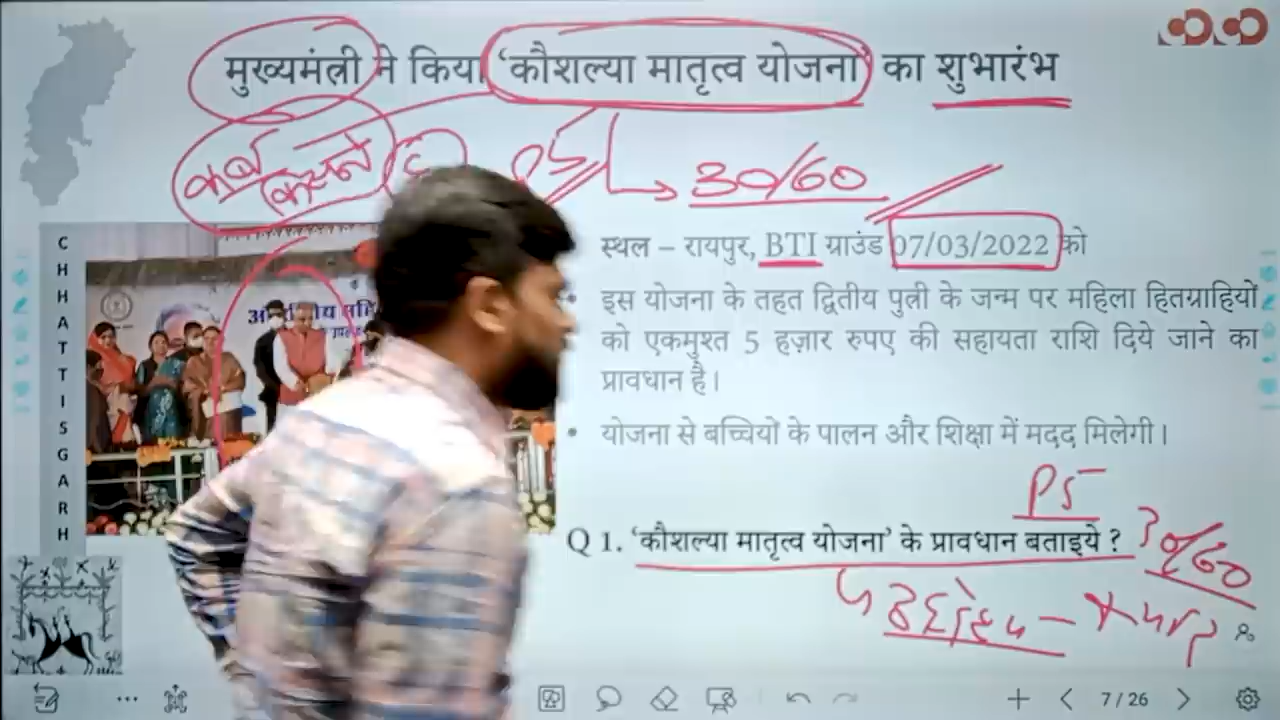 मुख्यमंत्री ने किया 'कौशल्या मातृत्व योजना' का शुभारंभ
30/60
स्थल – रायपुर, BTI ग्राउंड 07/03/2022 को
• इस योजना के तहत द्वितीय पुत्री के जन्म पर महिला हितग्राहियों
को एकमुश्त 5 हज़ार रुपए की सहायता राशि दिये जाने का
प्रावधान है।
• योजना से बच्चियों के पालन और शिक्षा में मदद मिलेगी।
Q 1. 'कौशल्या मातृत्व योजना' के प्रावधान बताइये ?
30/60
CHHATTISGARH
7/26